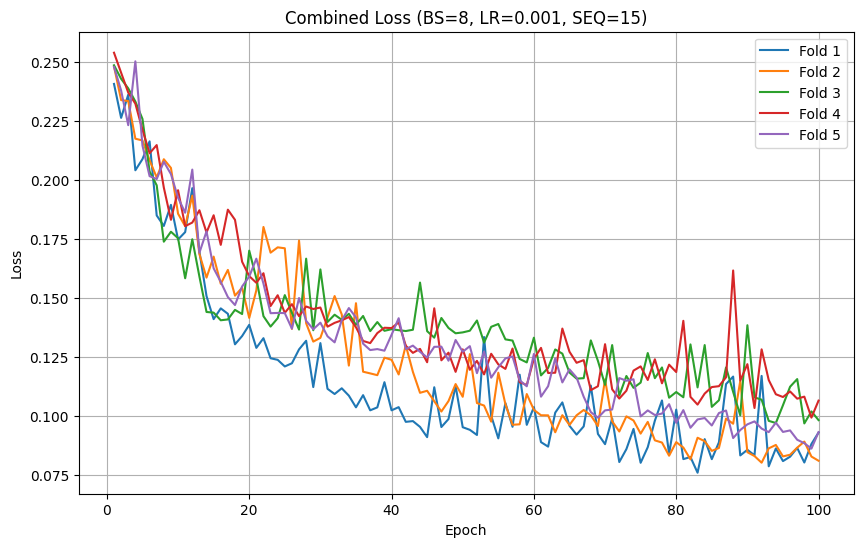 Combined Loss (BS=8, LR=0.001, SEQ=15)
Fold 1
Fold 2
Fold 3
Fold 4
Fold 5
Loss
0.250
0.225
0.200
0.175
0.150
0.125
0.100
0.075
0 20 40 60 80 100
Epoch